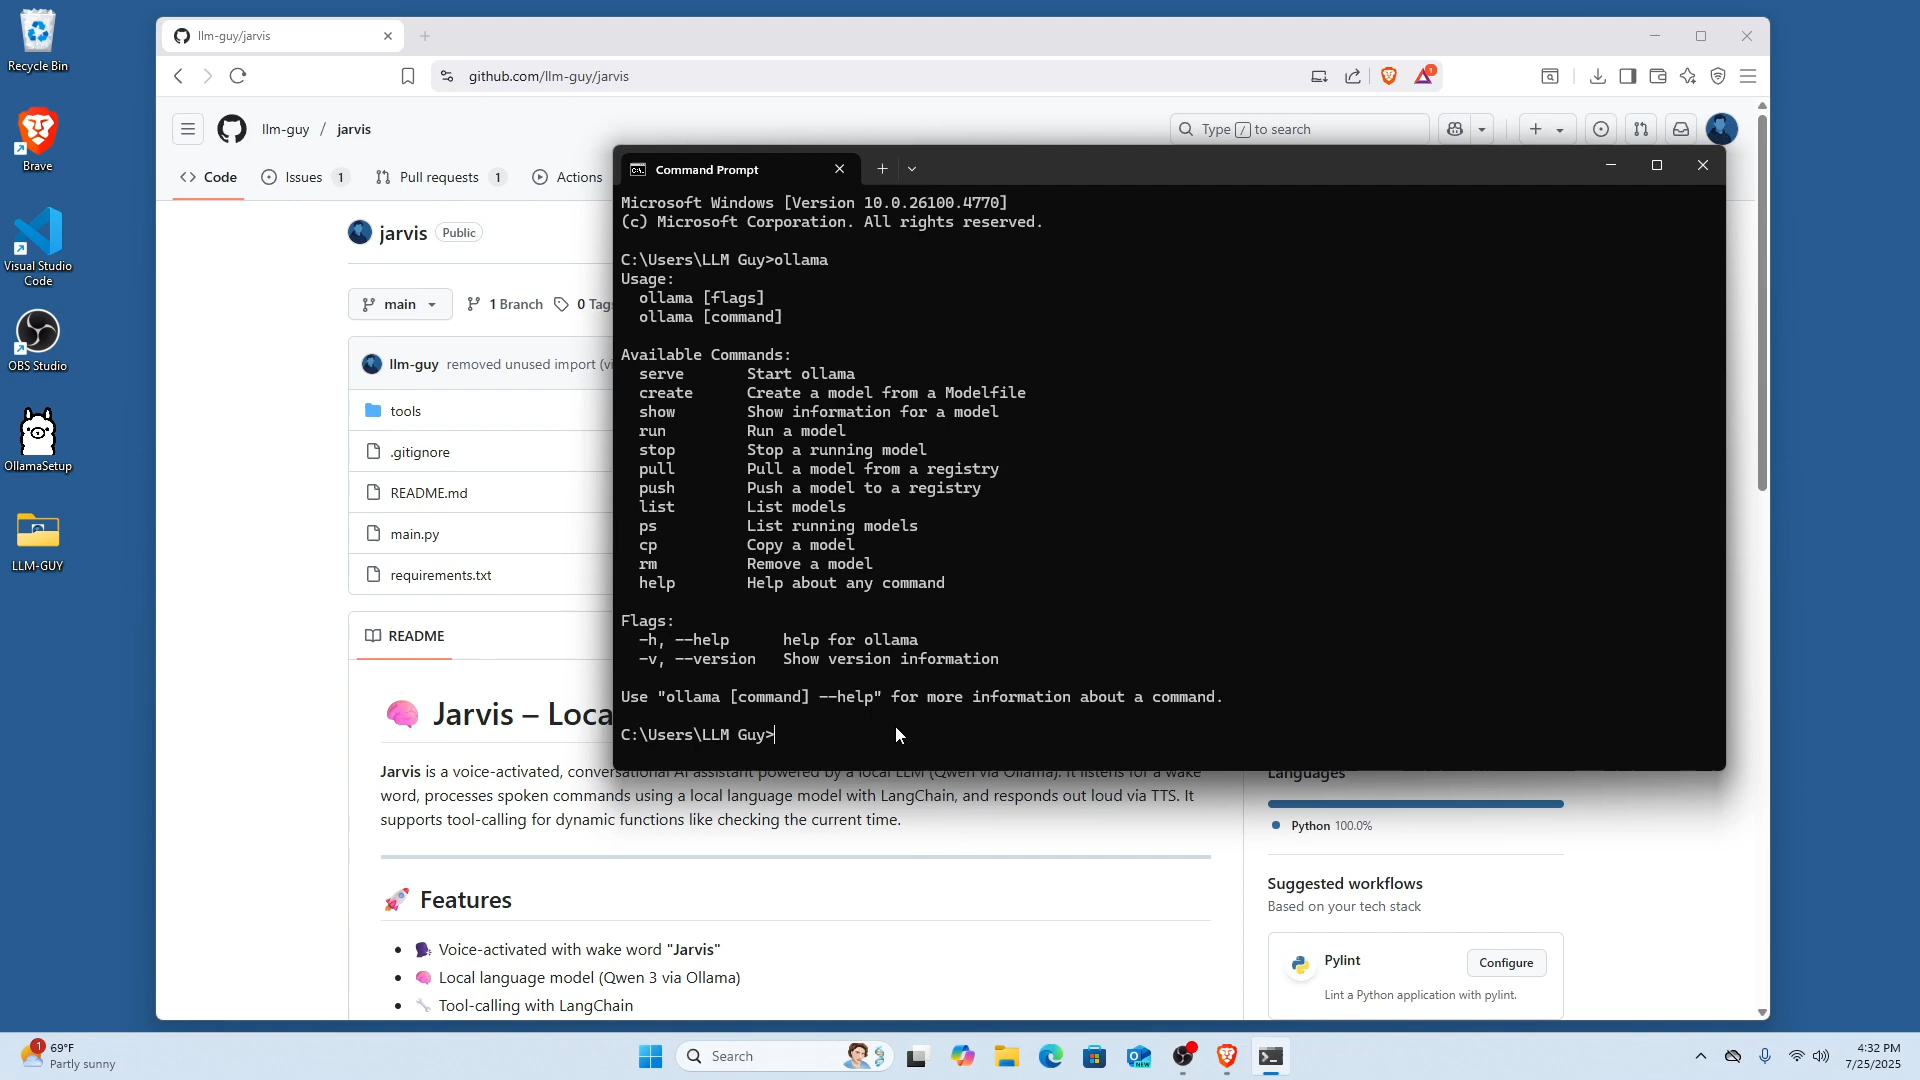 Recycle Bin
Brave
Visual Studio
Code
OBS Studio
OllamaSetup
LLM-GUY
llm-guy/jarvis
github.com/llm-guy/jarvis
1
llm-guy / jarvis
Type / to search
Code
Issues 1
Pull requests 1
Actions
jarvis Public
main
1 Branch
0 Tags
llm-guy removed unused import
tools
.gitignore
README.md
main.py
requirements.txt
README
Jarvis –
Jarvis is a voice-activated, conversational AI assistant powered by a local LLM (Qwen via Ollama). It listens for a wake
word, processes spoken commands using a local language model with LangChain, and responds out loud via TTS. It
supports tool-calling for dynamic functions like checking the current time.
Features
• Voice-activated with wake word "Jarvis"
• Local language model (Qwen 3 via Ollama)
• Tool-calling with LangChain
Languages
Python 100.0%
Suggested workflows
Based on your tech stack
Pylint
Configure
Lint a Python application with pylint.
Command Prompt
Microsoft Windows [Version 10.0.26100.4770]
(c) Microsoft Corporation. All rights reserved.
C:\Users\LLM Guy>ollama
Usage:
ollama [flags]
ollama [command]
Available Commands:
serve Start ollama
create Create a model from a Modelfile
show Show information for a model
run Run a model
stop Stop a running model
pull Pull a model from a registry
push Push a model to a registry
list List models
ps List running models
cp Copy a model
rm Remove a model
help Help about any command
Flags:
-h, --help help for ollama
-v, --version Show version information
Use "ollama [command] --help" for more information about a command.
C:\Users\LLM Guy>
1
69°F
Partly sunny
Search
4:32 PM
7/25/2025